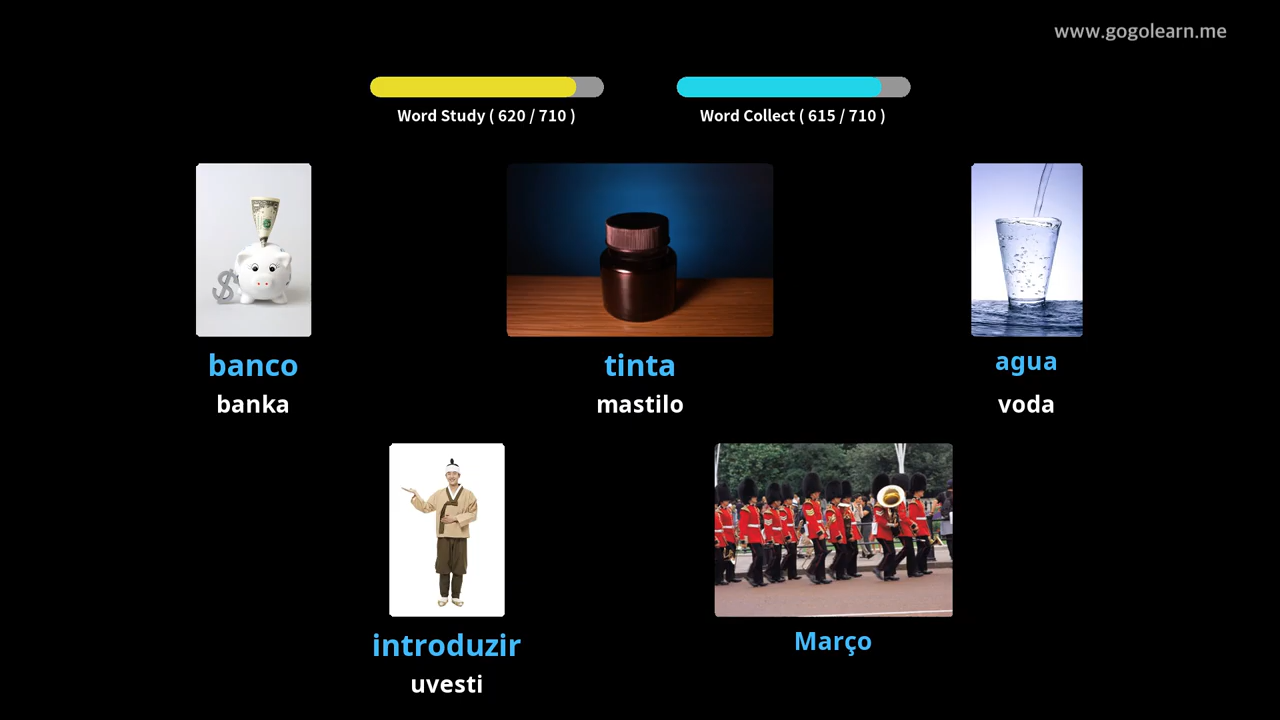 www.gogolearn.me
Word Study ( 620 / 710 )
Word Collect ( 615 / 710 )
banco
tinta
agua
banka
mastilo
voda
introduzir
Março
uvesti